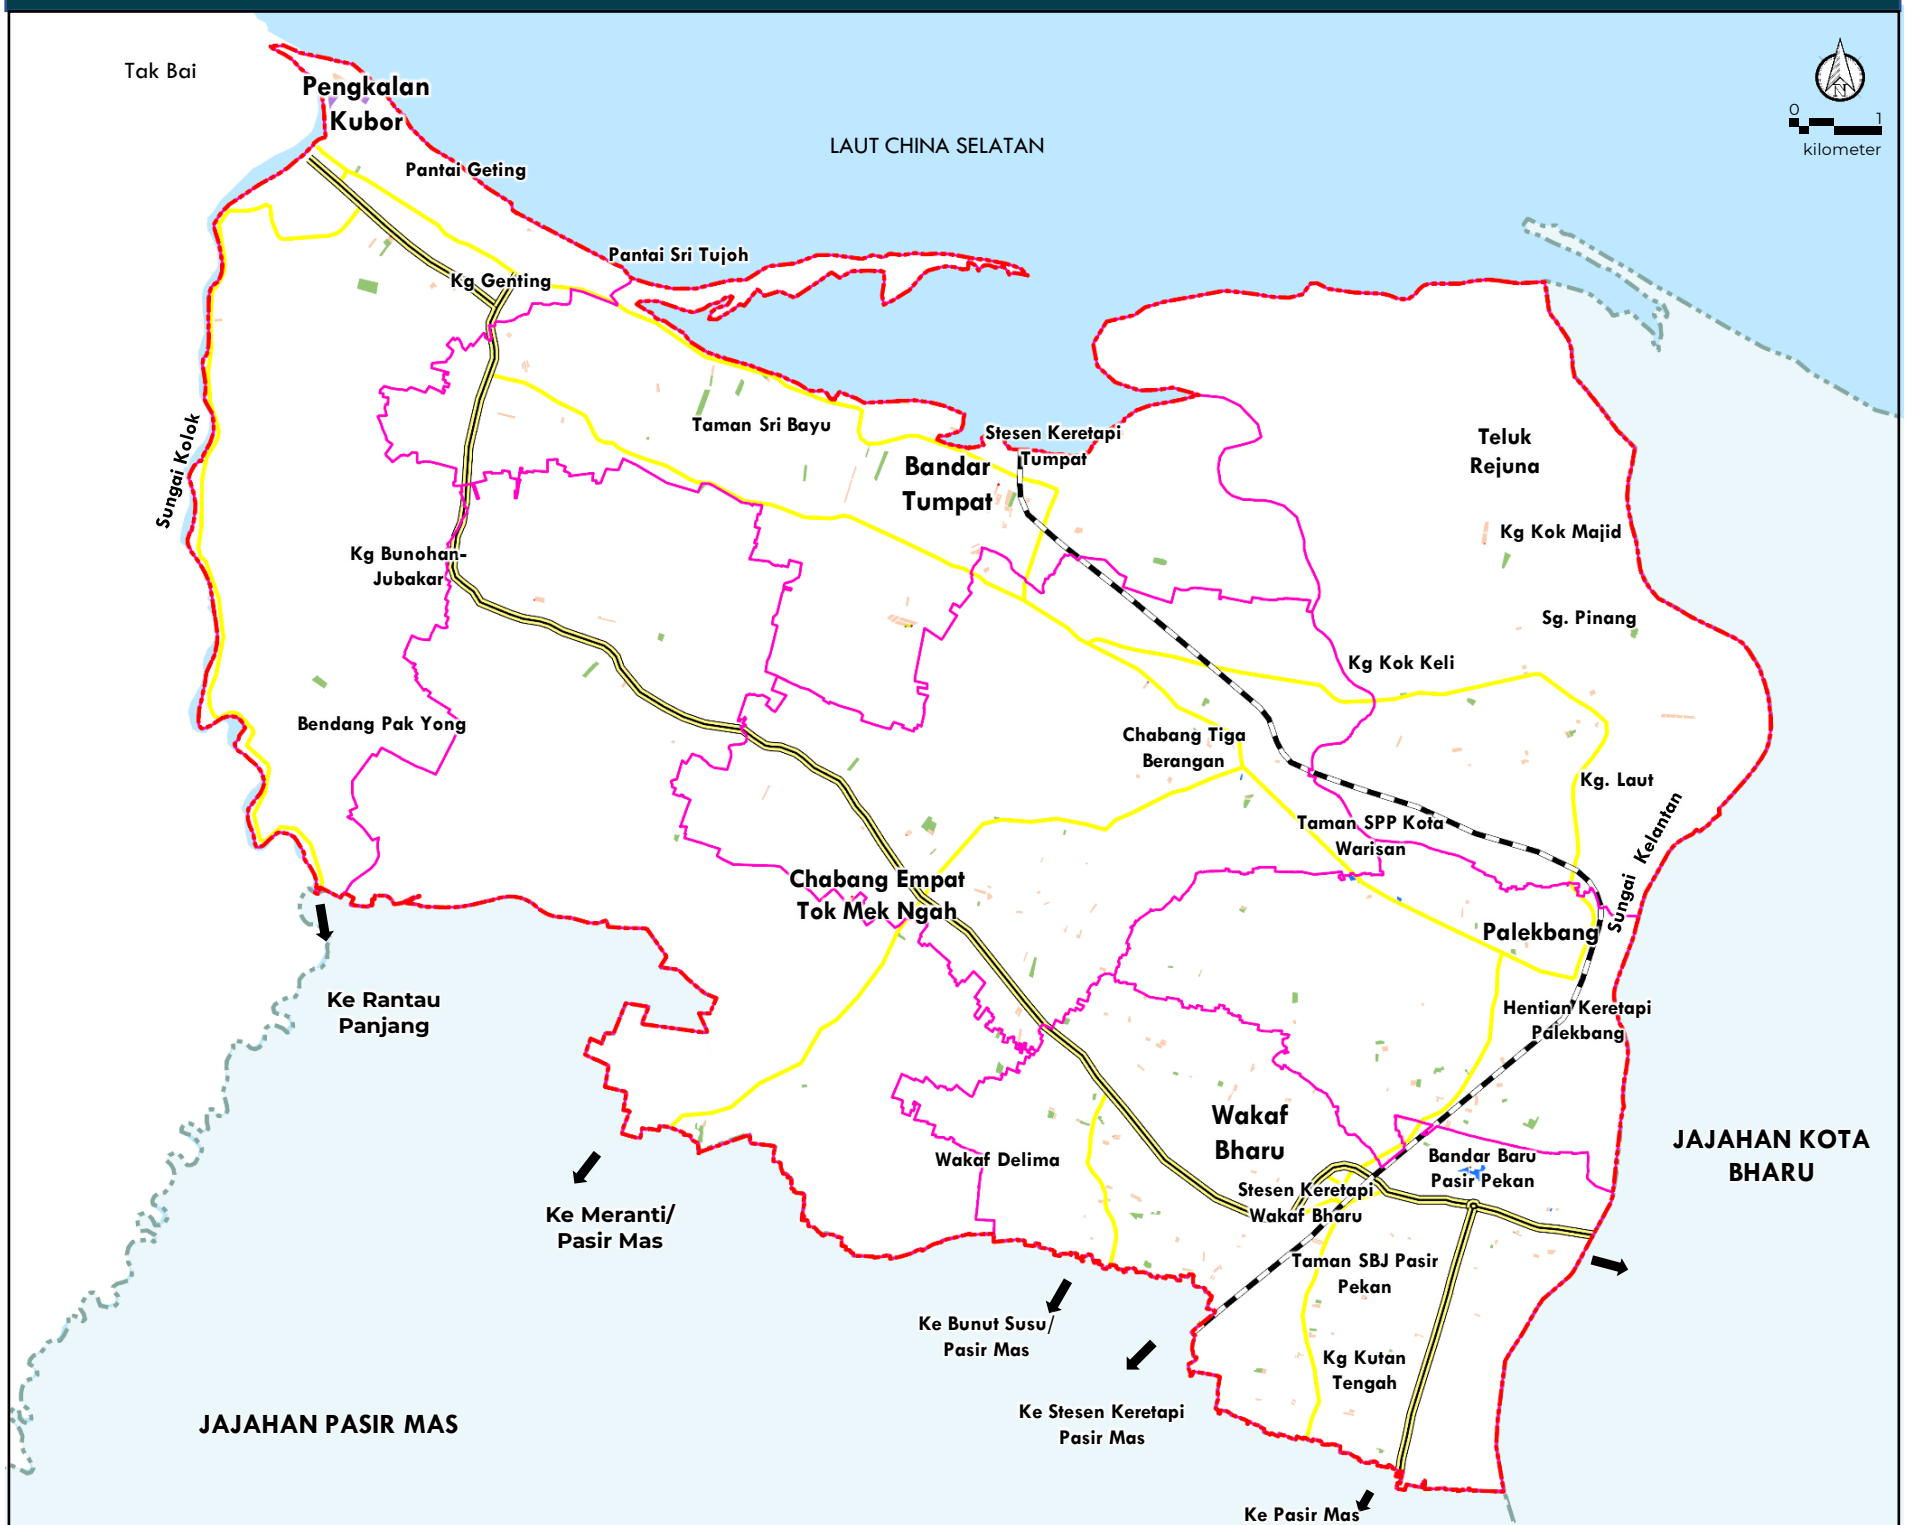 Tak Bai
Pengkalan
Kubor
LAUT CHINA SELATAN
N
0 1
kilometer
Pantai Geting
Pantai Sri Tujoh
Kg Genting
Taman Sri Bayu
Sungai Kolok
Stesen Keretapi
Tumpat
Bandar
Tumpat
Teluk
Rejuna
Kg Kok Majid
Kg Bunohan-
Jubakar
Sg. Pinang
Kg Kok Keli
Bendang Pak Yong
Chabang Tiga
Berangan
Kg. Laut
Taman SPP Kota
Warisan
Sungai Kelantan
Chabang Empat
Tok Mek Ngah
Palekbang
Ke Rantau
Panjang
Hentian Keretapi
Palekbang
Wakaf
Bharu
JAJAHAN KOTA
BHARU
Wakaf Delima
Bandar Baru
Pasir Pekan
Stesen Keretapi
Wakaf Bharu
Ke Meranti/
Pasir Mas
Taman SBJ Pasir
Pekan
Ke Bunut Susu/
Pasir Mas
Kg Kutan
Tengah
Ke Stesen Keretapi
Pasir Mas
JAJAHAN PASIR MAS
Ke Pasir Mas